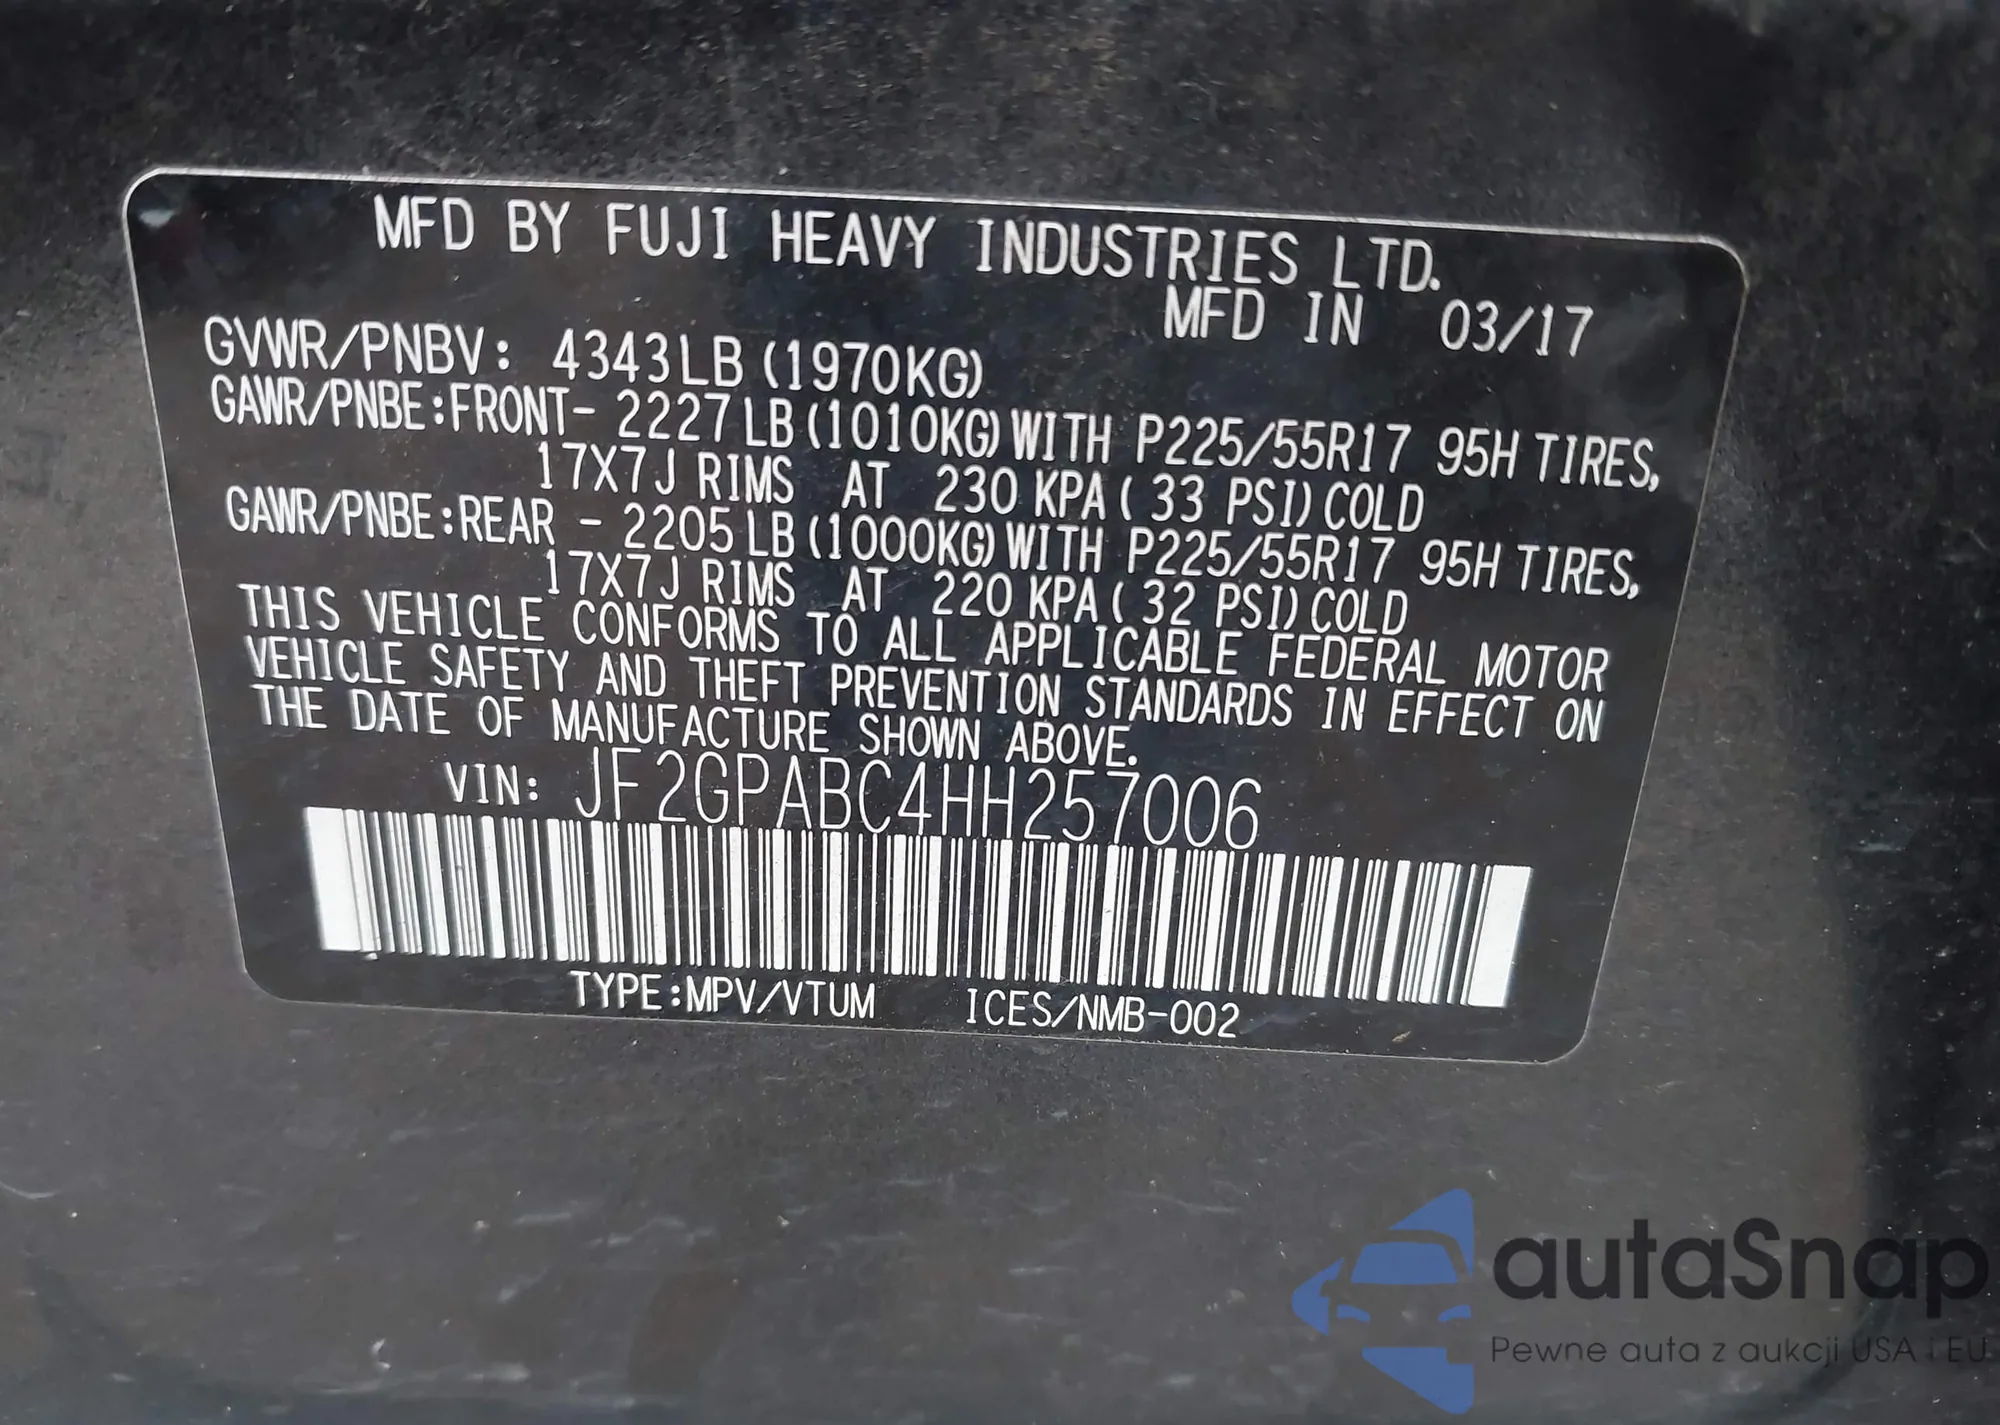 MFD BY FUJI HEAVY INDUSTRIES LTD.
MFD IN 03/17
GVWR/PNBV: 4343LB (1970KG)
GAWR/PNBE:FRONT- 2227LB (1010KG) WITH P225/55R17 95H TIRES,
17X7J RIMS AT 230 KPA ( 33 PSI) COLD
GAWR/PNBE:REAR - 2205LB (1000KG) WITH P225/55R17 95H TIRES,
17X7J RIMS AT 220 KPA ( 32 PSI) COLD
THIS VEHICLE CONFORMS TO ALL APPLICABLE FEDERAL MOTOR
VEHICLE SAFETY AND THEFT PREVENTION STANDARDS IN EFFECT ON
THE DATE OF MANUFACTURE SHOWN ABOVE.
VIN: JF2GPABC4HH257006
TYPE:MPV/VTUM ICES/NMB-002
autaSnap
Pewne auta z aukcji USA i EU